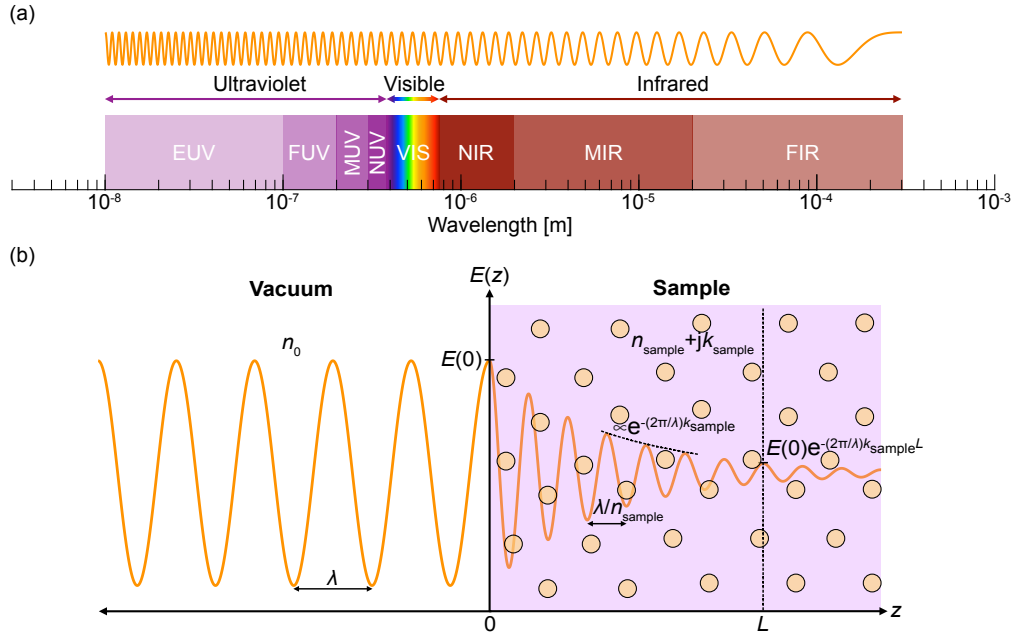 (a)
Ultraviolet Visible Infrared
EUV FUV MUV NUV VIS NIR MIR FIR
10-8 10-7 10-6 10-5 10-4 10-3
Wavelength [m]
(b)
E(z)
Vacuum Sample
n0 nsample+jksample
E(0)
∝e-(2π/λ)ksample
E(0)e-(2π/λ)ksampleL
λ/nsample
λ
0 L z